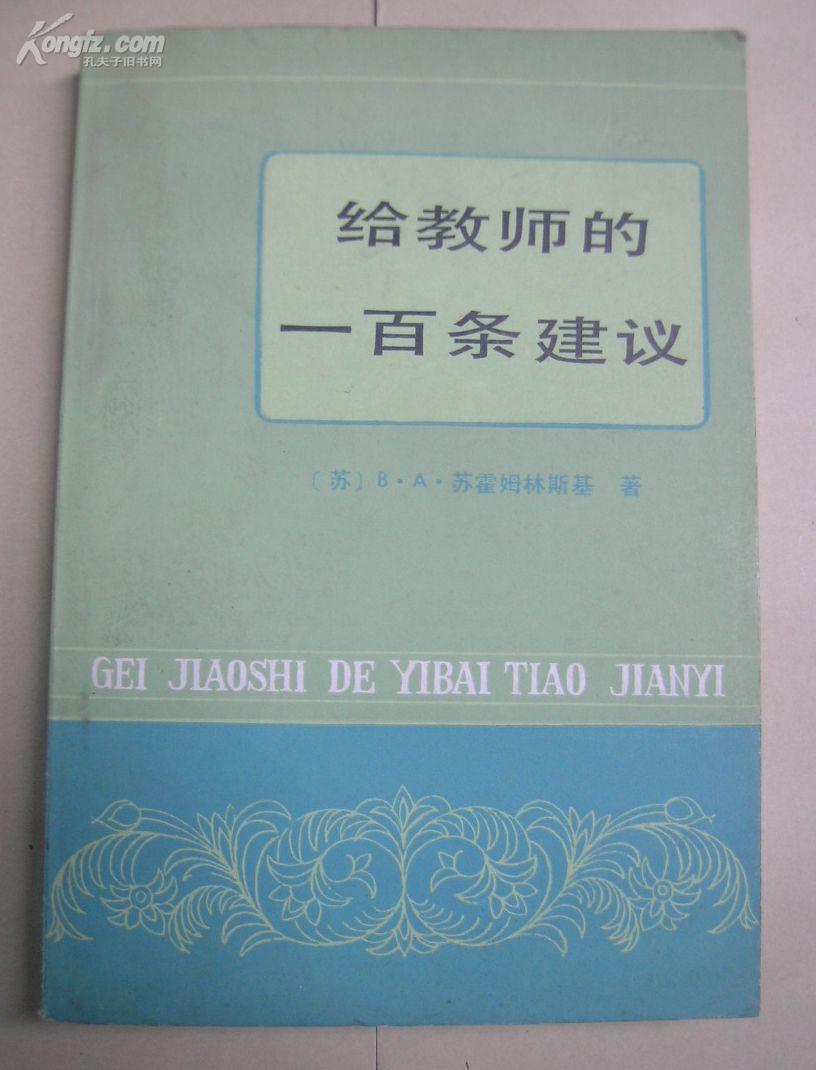 Kongfz.com
孔夫子旧书网
给教师的
一百条建议
〔苏〕B·A·苏霍姆林斯基 著
GEI JIAOSHI DE YIBAI TIAO JIANYI